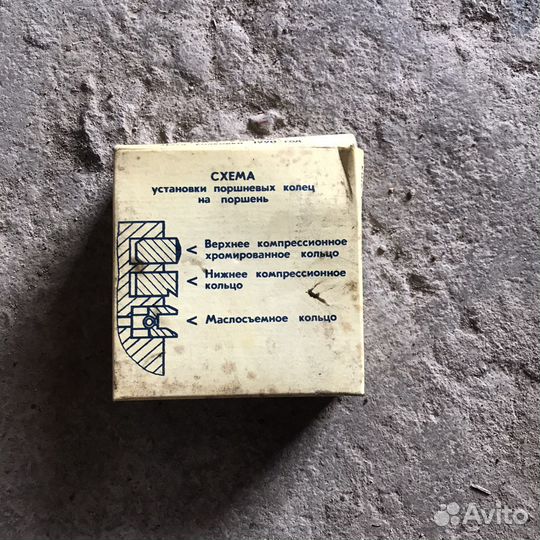 СХЕМА
установки поршневых колец
на поршень
< Верхнее компрессионное
хромированное кольцо
< Нижнее компрессионное
кольцо
< Маслосъемное кольцо
Avito